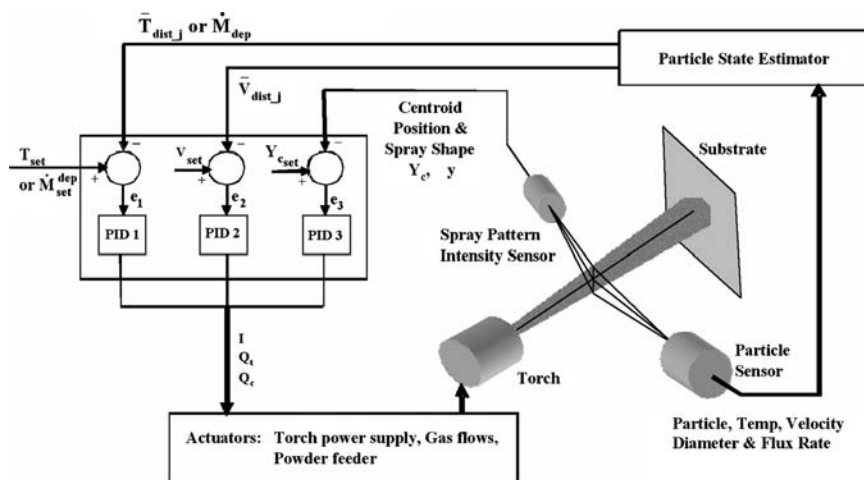 T̄dist_j or Ṁdep
Particle State Estimator
V̄dist_j
Centroid
Position &
Spray Shape
Yc, y
Substrate
Tset
or Ṁset dep
Vset
Ycset
−
−
−
+
+
+
e1
e2
e3
PID 1
PID 2
PID 3
Spray Pattern
Intensity Sensor
I
Qt
Qc
Torch
Particle
Sensor
Particle, Temp, Velocity
Diameter & Flux Rate
Actuators: Torch power supply, Gas flows,
Powder feeder